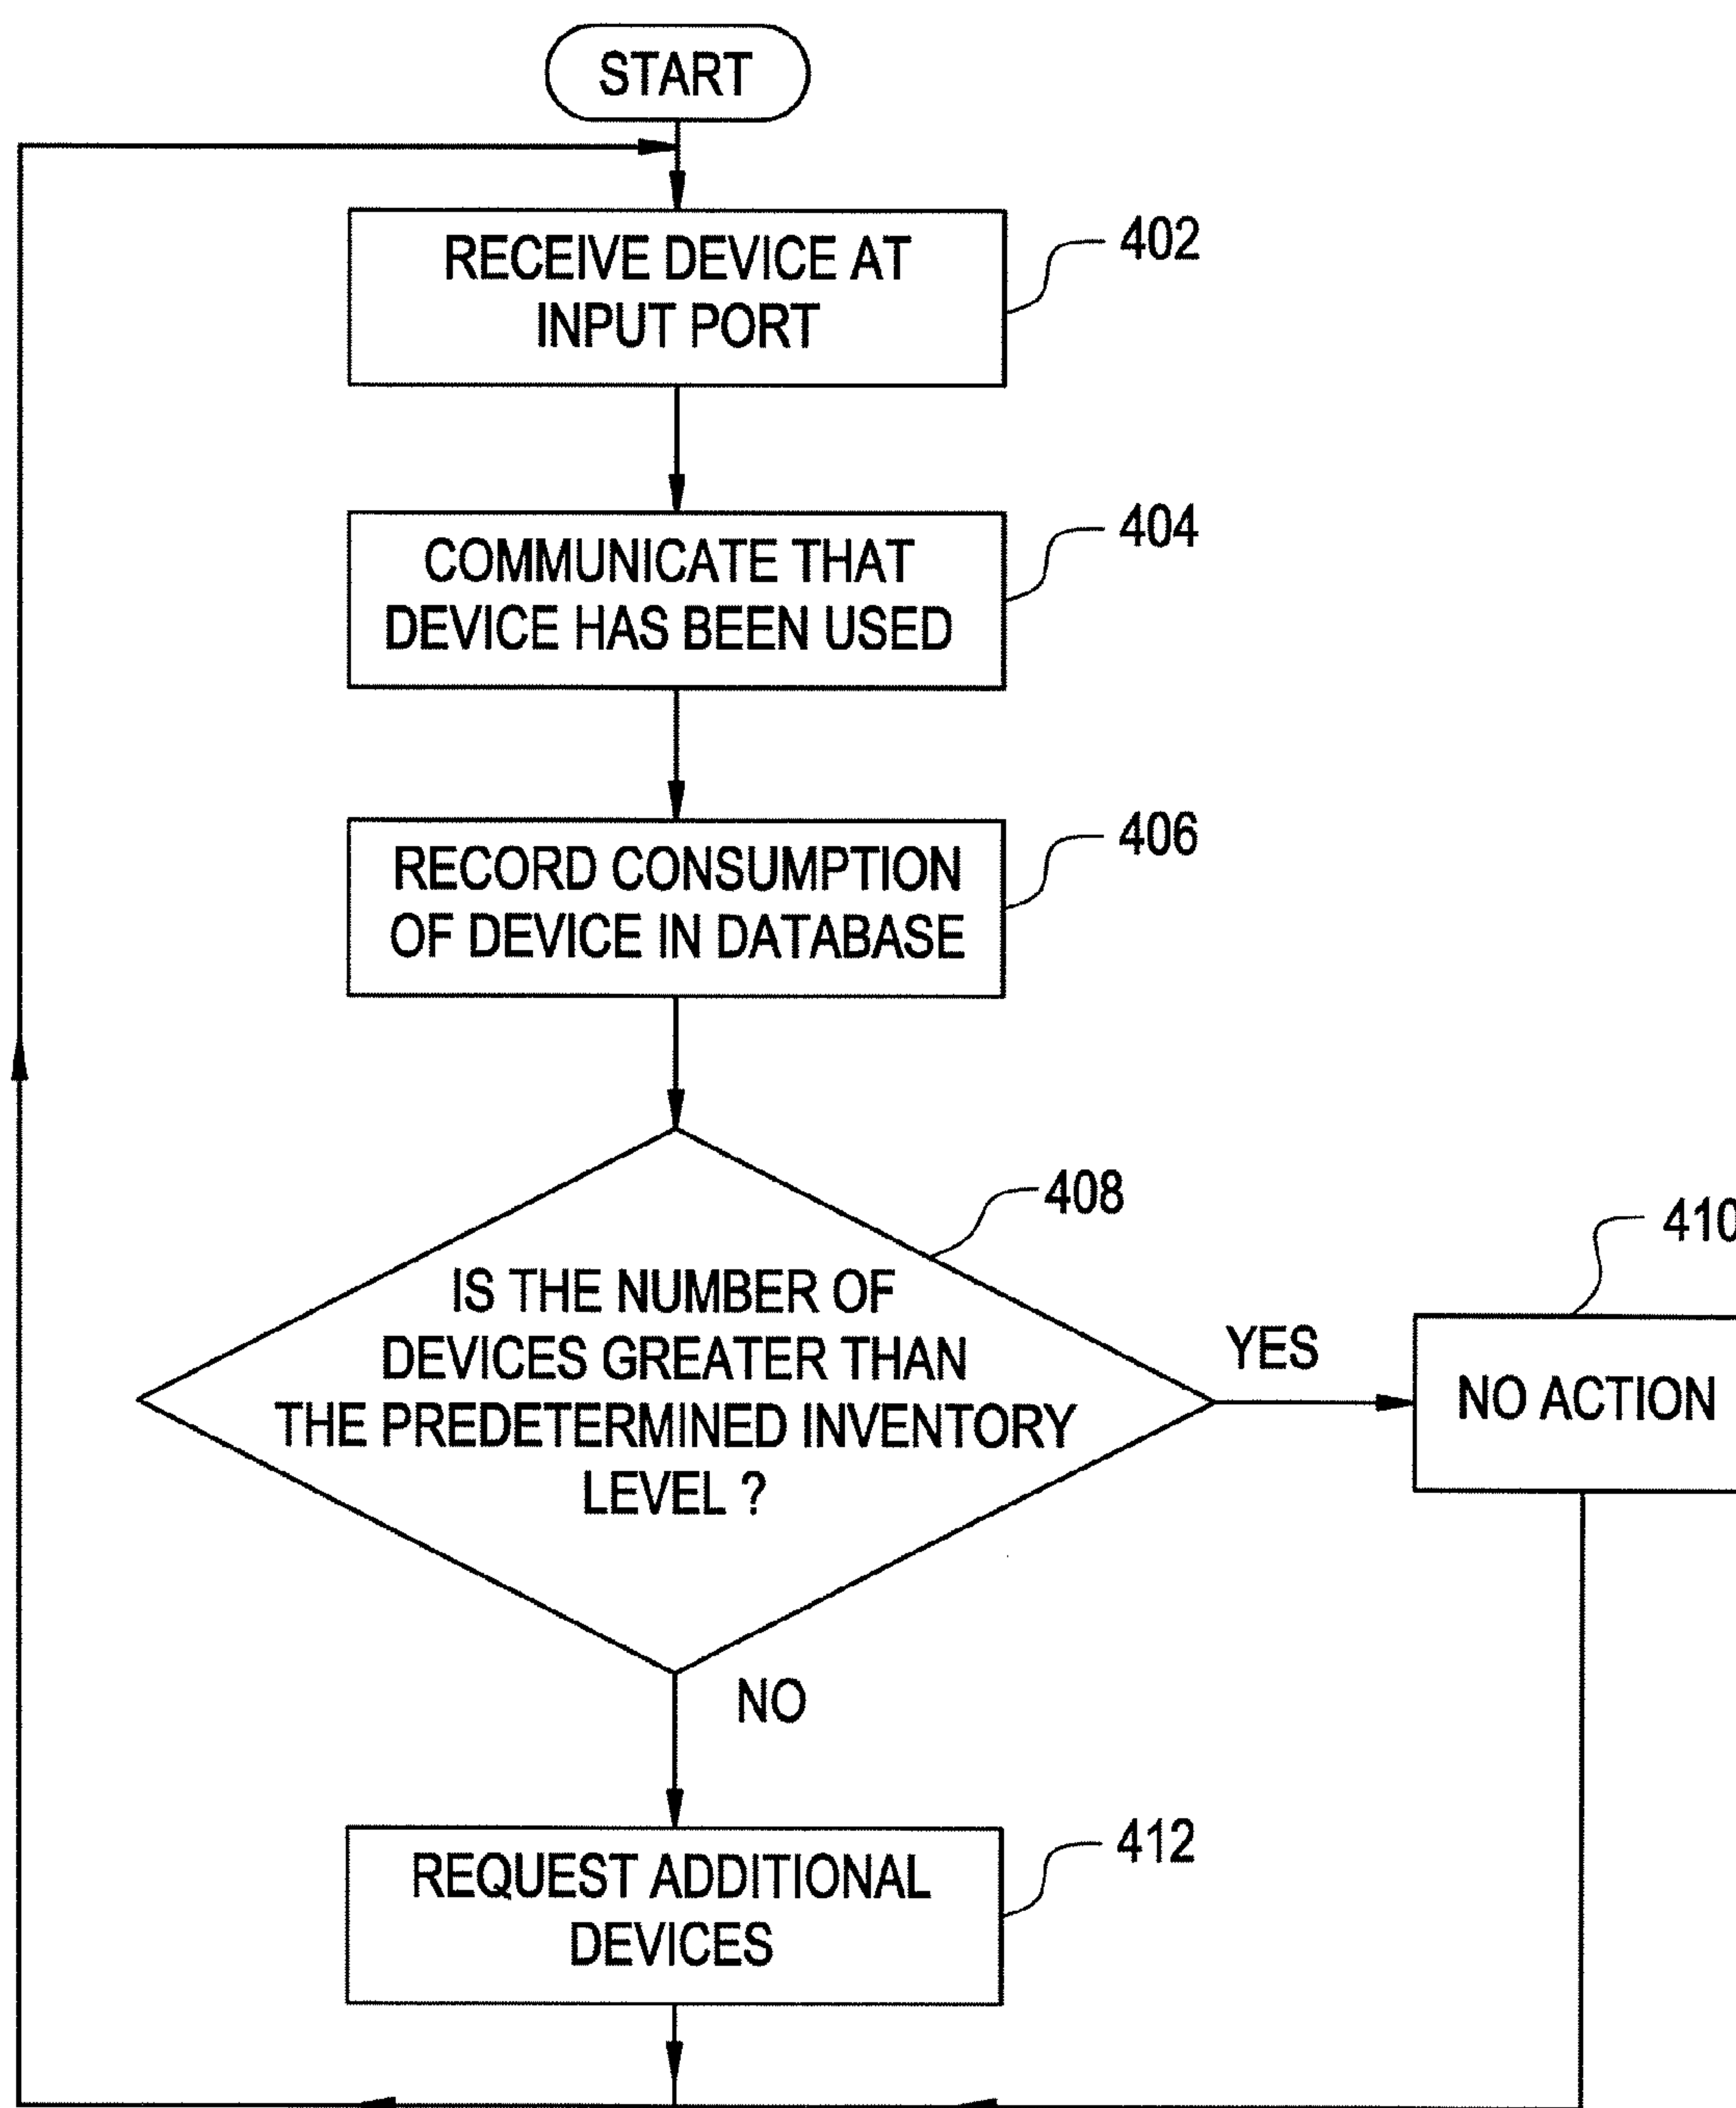 START
RECEIVE DEVICE AT
INPUT PORT
402
COMMUNICATE THAT
DEVICE HAS BEEN USED
404
RECORD CONSUMPTION
OF DEVICE IN DATABASE
406
408
IS THE NUMBER OF
DEVICES GREATER THAN
THE PREDETERMINED INVENTORY
LEVEL ?
YES
410
NO ACTION
NO
REQUEST ADDITIONAL
DEVICES
412